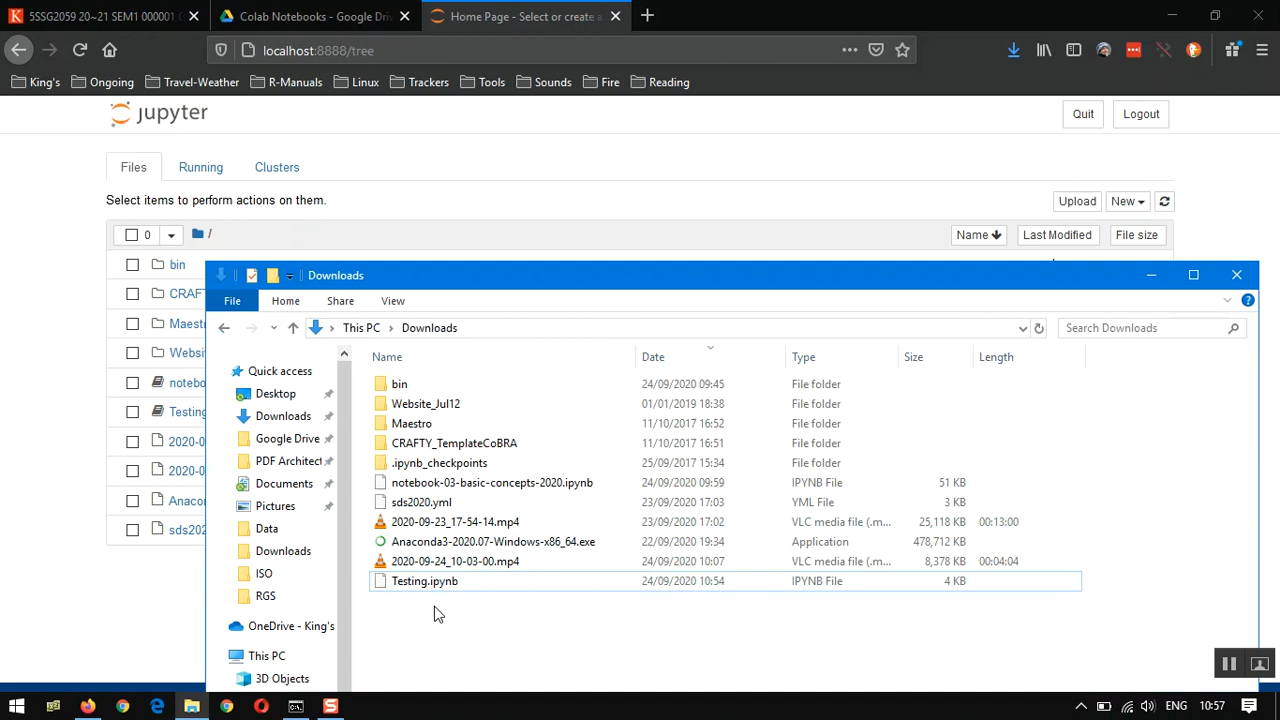 5SSG2059 20~21 SEM1 000001 C
Colab Notebooks - Google Driv
Home Page - Select or create a
localhost:8888/tree
King's
Ongoing
Travel-Weather
R-Manuals
Linux
Trackers
Tools
Sounds
Fire
Reading
jupyter
Quit
Logout
Files
Running
Clusters
Select items to perform actions on them.
Upload
New
0
/
Name
Last Modified
File size
bin
CRAF
Maestr
Websi
notebo
Testing
2020-0
2020-0
Anacon
sds202
Downloads
File
Home
Share
View
This PC
Downloads
Search Downloads
Name
Date
Type
Size
Length
Quick access
Desktop
Downloads
Google Drive
PDF Architect
Documents
Pictures
Data
Downloads
ISO
RGS
OneDrive - King's
This PC
3D Objects
bin 24/09/2020 09:45 File folder
Website_Jul12 01/01/2019 18:38 File folder
Maestro 11/10/2017 16:52 File folder
CRAFTY_TemplateCoBRA 11/10/2017 16:51 File folder
.ipynb_checkpoints 25/09/2017 15:34 File folder
notebook-03-basic-concepts-2020.ipynb 24/09/2020 09:59 IPYNB File 51 KB
sds2020.yml 23/09/2020 17:03 YML File 3 KB
2020-09-23_17-54-14.mp4 23/09/2020 17:02 VLC media file (.m... 25,118 KB 00:13:00
Anaconda3-2020.07-Windows-x86_64.exe 22/09/2020 19:34 Application 478,712 KB
2020-09-24_10-03-00.mp4 24/09/2020 10:07 VLC media file (.m... 8,378 KB 00:04:04
Testing.ipynb 24/09/2020 10:54 IPYNB File 4 KB
ENG
10:57